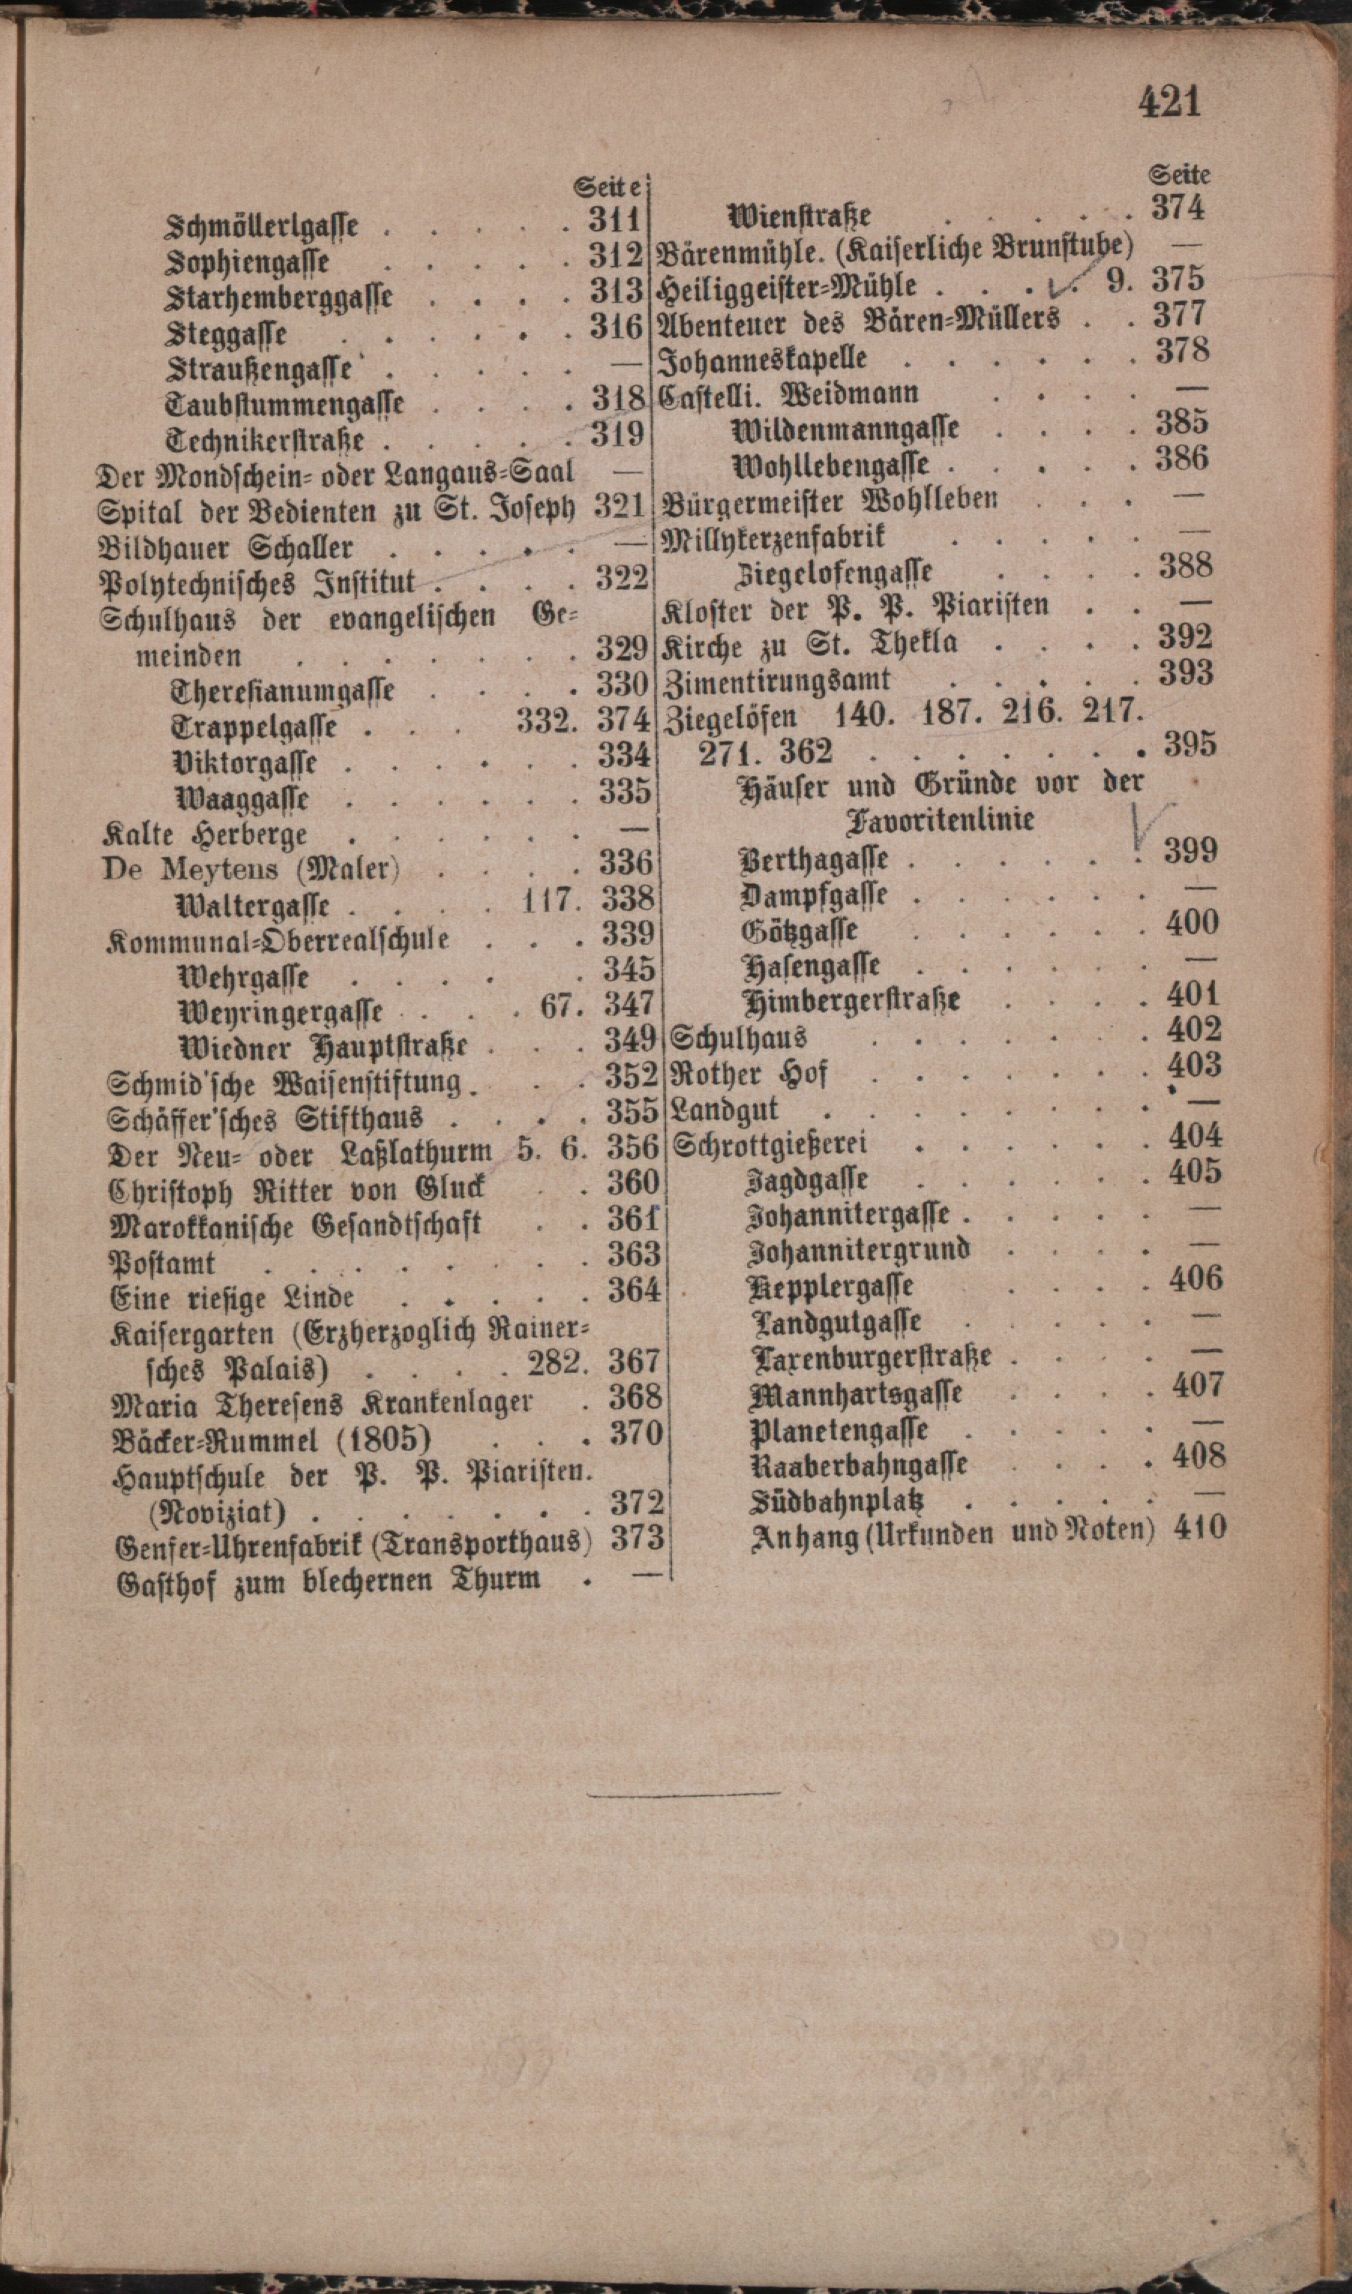 421
Seite
Schmöllerlgasse . . . . . 311
Sophiengasse . . . . . 312
Starhemberggasse . . . . 313
Steggasse . . . . . 316
Straußengasse . . . . . —
Taubstummengasse . . . . 318
Technikerstraße . . . . . 319
Der Mondschein- oder Langaus-Saal —
Spital der Bedienten zu St. Joseph 321
Bildhauer Schaller . . . . . —
Polytechnisches Institut . . . . 322
Schulhaus der evangelischen Ge-
meinden . . . . . . . 329
Theresianumgasse . . . . 330
Trappelgasse . . . 332. 374
Viktorgasse . . . . . . 334
Waaggasse . . . . . . 335
Kalte Herberge . . . . . . —
De Meytens (Maler) . . . . 336
Waltergasse . . . . 117. 338
Kommunal-Oberrealschule . . . 339
Wehrgasse . . . . . 345
Weyringergasse . . . 67. 347
Wiedner Hauptstraße . . . 349
Schmid'sche Waisenstiftung . . . 352
Schäffer'sches Stifthaus . . . . 355
Der Neu- oder Laßlathurm 5. 6. 356
Christoph Ritter von Gluck . . 360
Marokkanische Gesandtschaft . . 361
Postamt . . . . . . . . 363
Eine riesige Linde . . . . . 364
Kaisergarten (Erzherzoglich Rainer-
sches Palais) . . . . 282. 367
Maria Theresens Krankenlager . 368
Bäcker-Rummel (1805) . . . 370
Hauptschule der P. P. Piaristen.
(Noviziat) . . . . . . . 372
Genfer-Uhrenfabrik (Transporthaus) 373
Gasthof zum blechernen Thurm . —
Seite
Wienstraße . . . . . 374
Bärenmühle. (Kaiserliche Brunstube) —
Heiliggeister-Mühle . . . . 9. 375
Abenteuer des Bären-Müllers . . 377
Johanneskapelle . . . . . . 378
Castelli. Weidmann . . . . —
Wildenmanngasse . . . . 385
Wohllebengasse . . . . . 386
Bürgermeister Wohlleben . . . —
Millykerzenfabrik . . . . . —
Ziegelofengasse . . . . 388
Kloster der P. P. Piaristen . . —
Kirche zu St. Thekla . . . . 392
Zimentirungsamt . . . . . 393
Ziegelöfen 140. 187. 216. 217.
271. 362 . . . . . . . 395
Häuser und Gründe vor der
Favoritenlinie
Berthagasse . . . . . . 399
Dampfgasse . . . . . . —
Götzgasse . . . . . . 400
Hasengasse . . . . . . —
Himbergerstraße . . . . 401
Schulhaus . . . . . . . 402
Rother Hof . . . . . . . 403
Landgut . . . . . . . . —
Schrottgießerei . . . . . . 404
Jagdgasse . . . . . . 405
Johannitergasse . . . . . —
Johannitergrund . . . . —
Kepplergasse . . . . 406
Landgutgasse . . . . . —
Laxenburgerstraße . . . . —
Mannhartsgasse . . . . 407
Planetengasse . . . . . —
Raaberbahngasse . . . . 408
Südbahnplatz . . . . . —
Anhang (Urkunden und Noten) 410